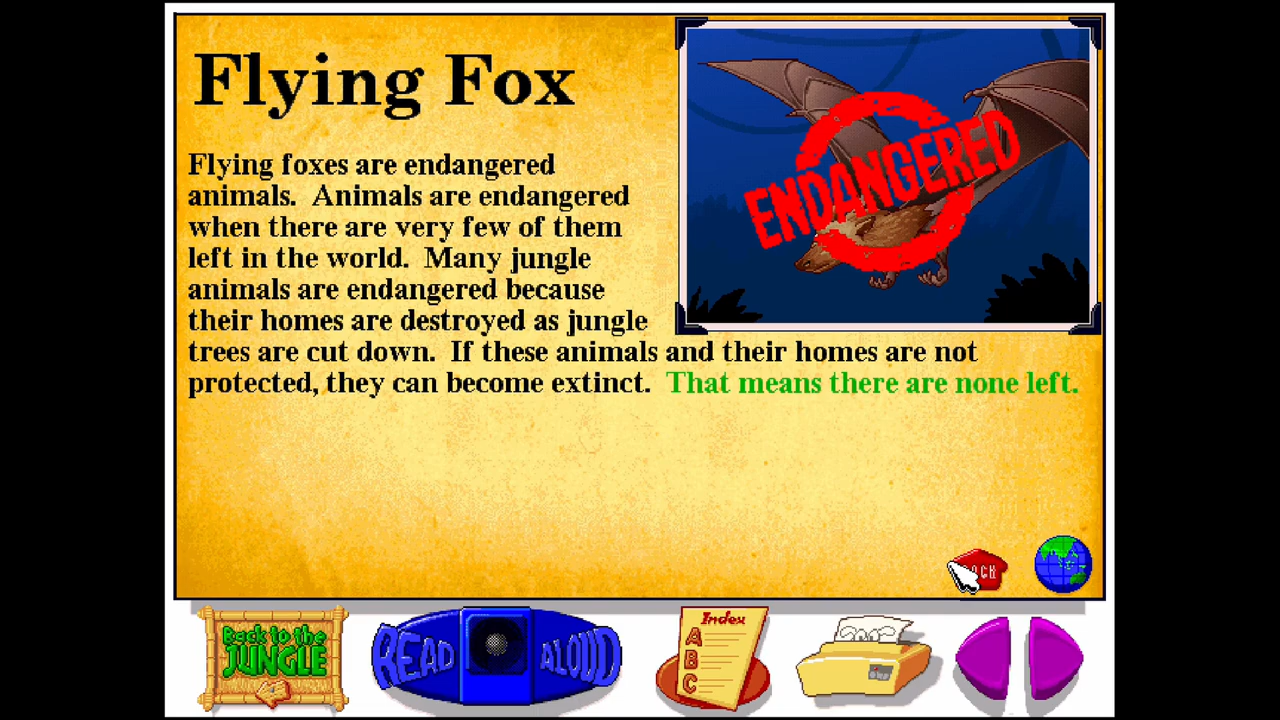 Flying Fox
ENDANGERED
Flying foxes are endangered
animals.  Animals are endangered
when there are very few of them
left in the world.  Many jungle
animals are endangered because
their homes are destroyed as jungle
trees are cut down.  If these animals and their homes are not
protected, they can become extinct.  That means there are none left.
Back to the
JUNGLE
READ ALOUD
Index
A
B
C